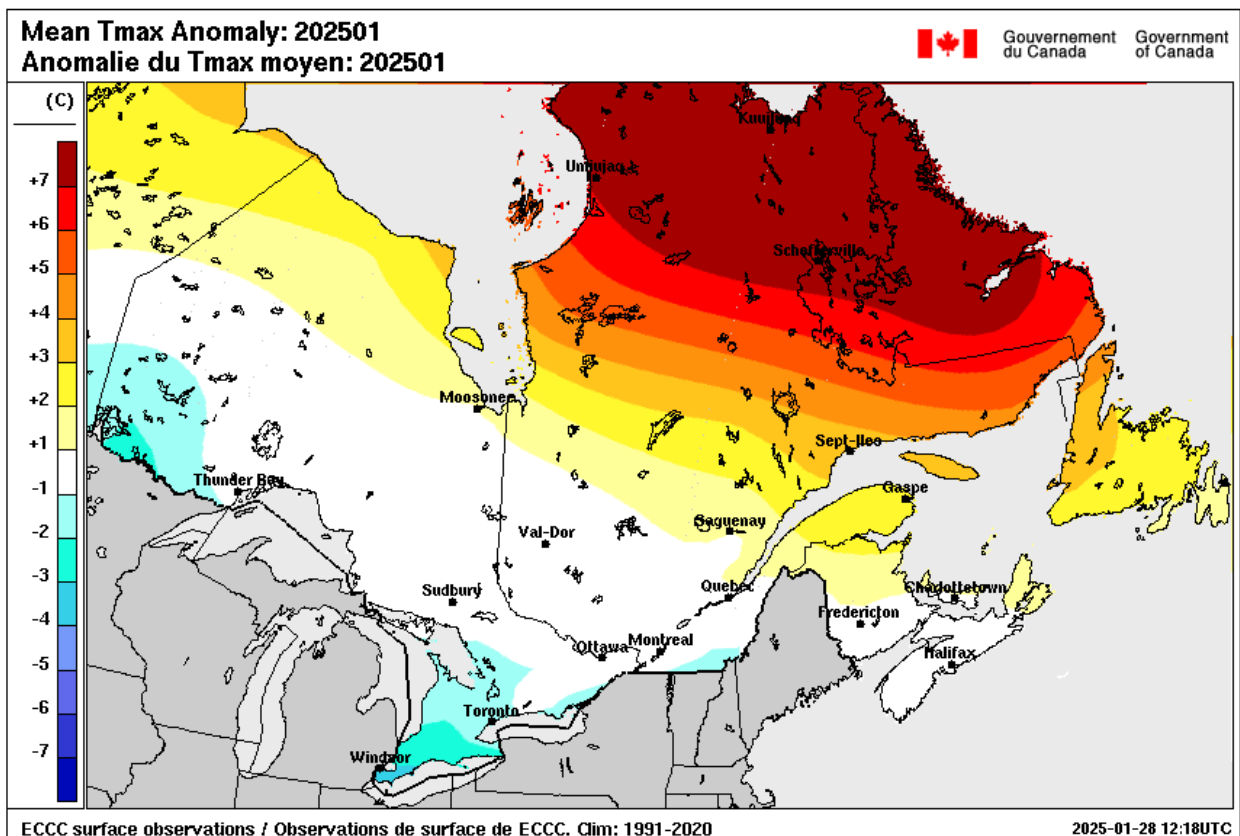 Mean Tmax Anomaly: 202501
Anomalie du Tmax moyen: 202501
Gouvernement du Canada
Government of Canada
(C)
+7
+6
+5
+4
+3
+2
+1
-1
-2
-3
-4
-5
-6
-7
Kuujjuaq
Umiujaq
Schefferville
Moosonee
Sept-Iles
Thunder Bay
Gaspe
Saguenay
Val-Dor
Sudbury
Quebec
Charlottetown
Fredericton
Ottawa
Montreal
Halifax
Toronto
Windsor
ECCC surface observations / Observations de surface de ECCC. Clim: 1991-2020
2025-01-28 12:18UTC